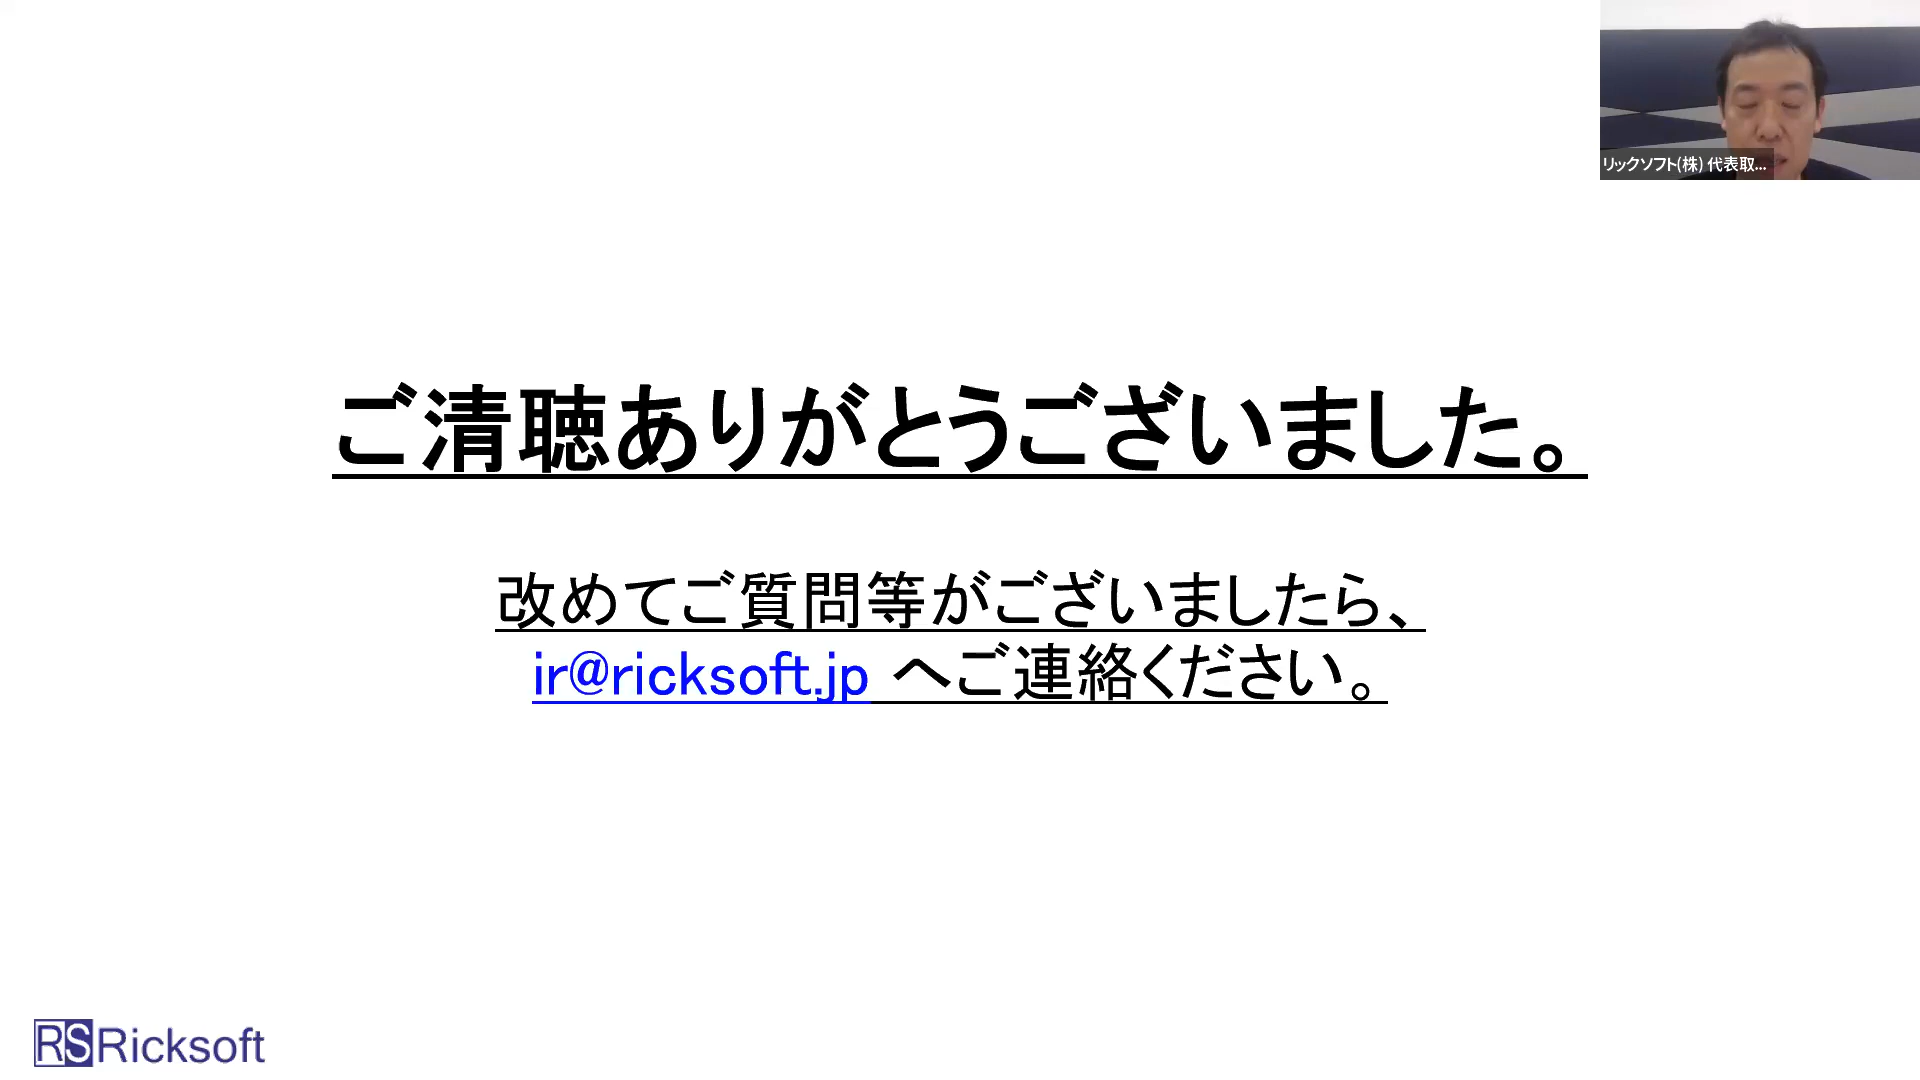 リックソフト(株) 代表取...
ご清聴ありがとうございました。
改めてご質問等がございましたら、
ir@ricksoft.jp へご連絡ください。
RS Ricksoft